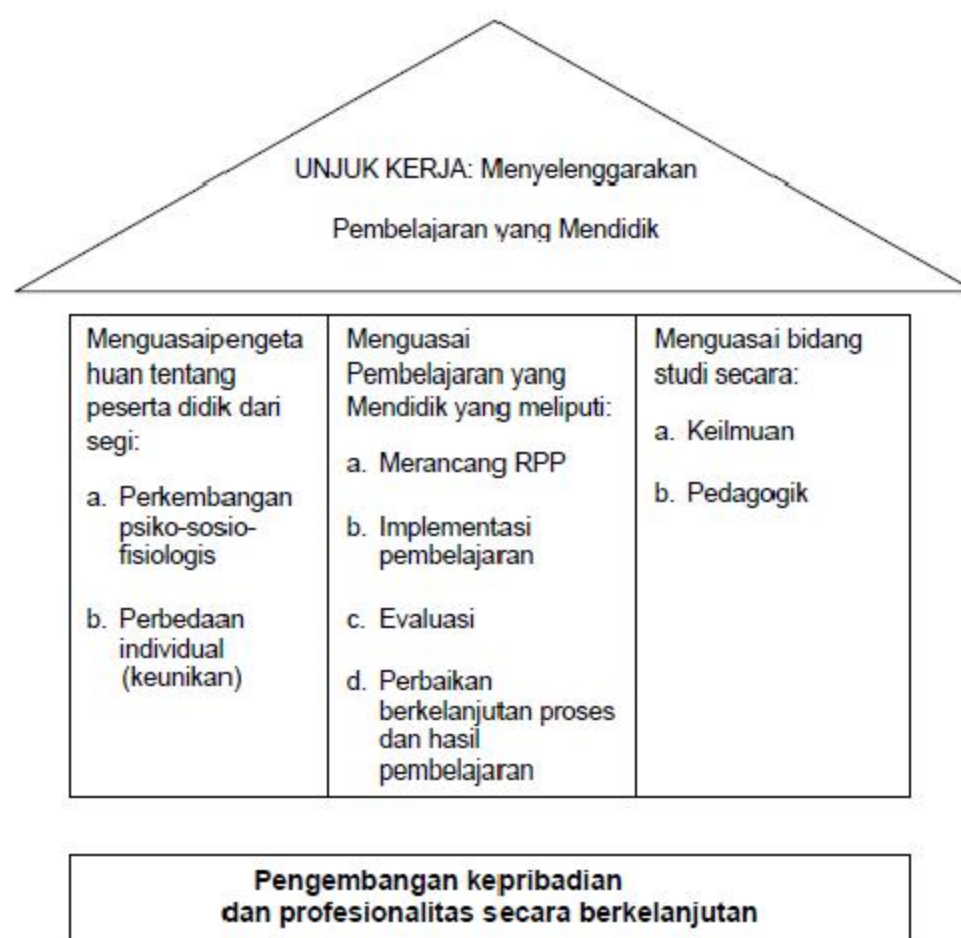 UNJUK KERJA: Menyelenggarakan
Pembelajaran yang Mendidik
Menguasaipengeta
huan tentang
peserta didik dari
segi:
a. Perkembangan
psiko-sosio-
fisiologis
b. Perbedaan
individual
(keunikan)
Menguasai
Pembelajaran yang
Mendidik yang meliputi:
a. Merancang RPP
b. Implementasi
pembelajaran
c. Evaluasi
d. Perbaikan
berkelanjutan proses
dan hasil
pembelajaran
Menguasai bidang
studi secara:
a. Keilmuan
b. Pedagogik
Pengembangan kepribadian
dan profesionalitas secara berkelanjutan